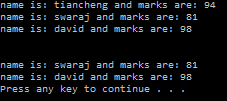 name is: tiancheng and marks are: 94
name is: swaraj and marks are: 81
name is: david and marks are: 98
name is: swaraj and marks are: 81
name is: david and marks are: 98
Press any key to continue . . .